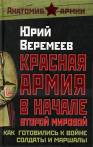 Анатомия армии
ЮРИЙ
ВЕРЕМЕЕВ
КРАСНАЯ
АРМИЯ
В НАЧАЛЕ
ВТОРОЙ МИРОВОЙ
КАК ГОТОВИЛИСЬ К ВОЙНЕ
СОЛДАТЫ И МАРШАЛЫ